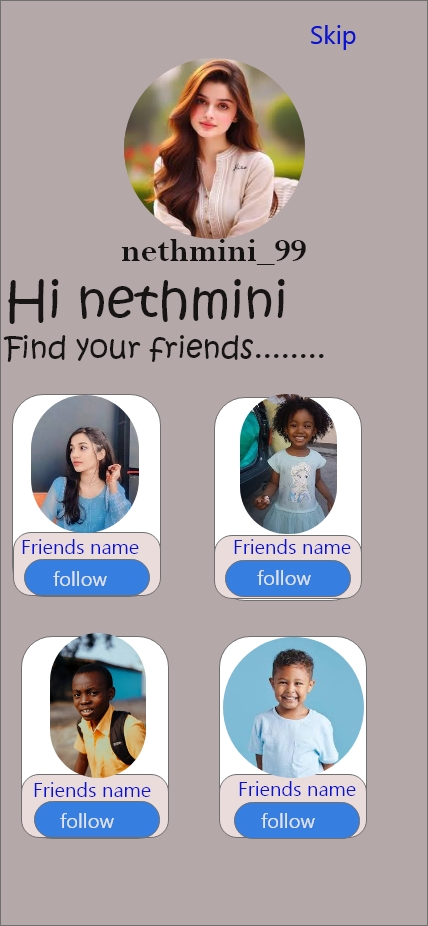 Skip
nethmini_99
Hi nethmini
Find your friends........
Friends name
Friends name
follow
follow
Friends name
Friends name
follow
follow